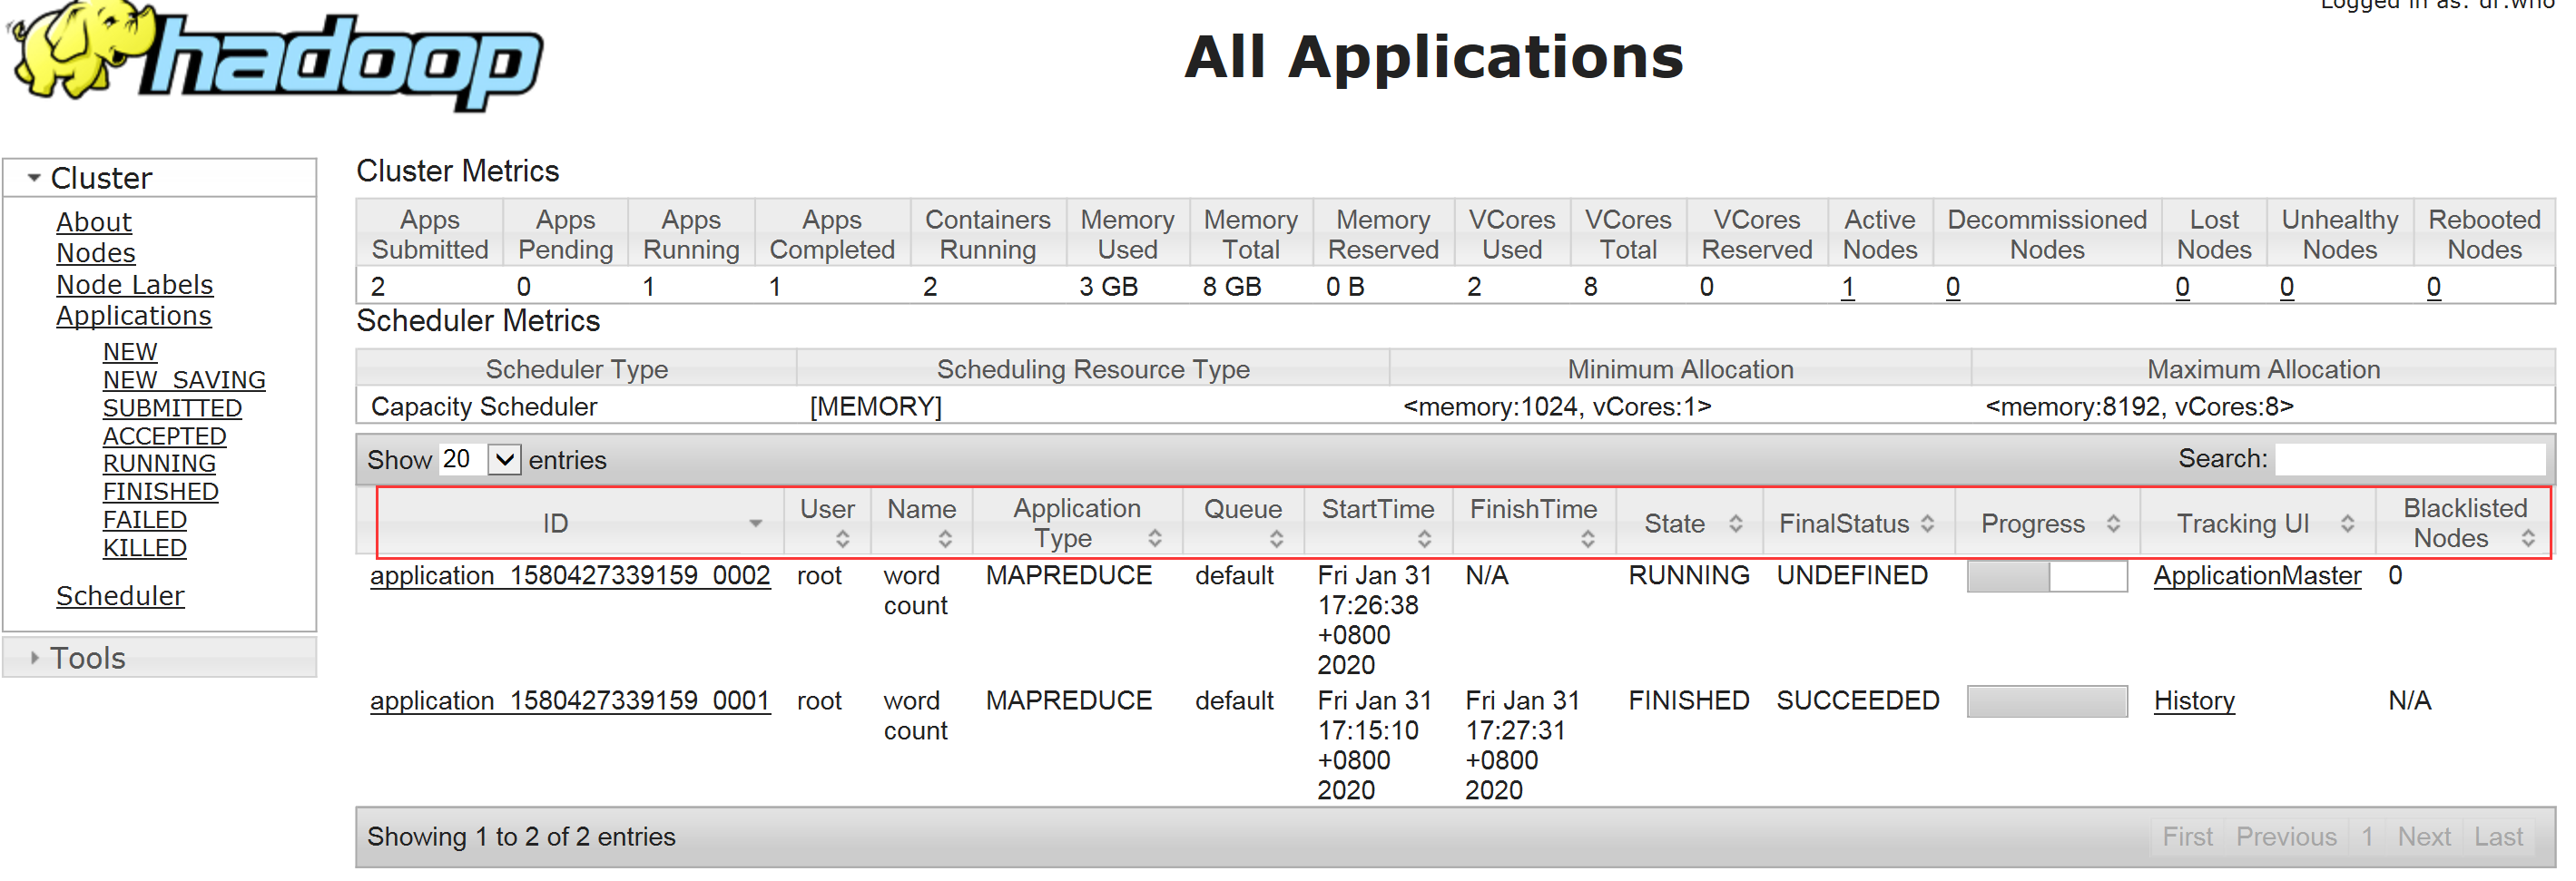 Logged in as: dr.who
hadoop
All Applications
Cluster
About
Nodes
Node Labels
Applications
NEW
NEW_SAVING
SUBMITTED
ACCEPTED
RUNNING
FINISHED
FAILED
KILLED
Scheduler
Tools
Cluster Metrics
Apps Submitted Apps Pending Apps Running Apps Completed Containers Running Memory Used Memory Total Memory Reserved VCores Used VCores Total VCores Reserved Active Nodes Decommissioned Nodes Lost Nodes Unhealthy Nodes Rebooted Nodes
2 0 1 1 2 3 GB 8 GB 0 B 2 8 0 1 0 0 0 0
Scheduler Metrics
Scheduler Type Scheduling Resource Type Minimum Allocation Maximum Allocation
Capacity Scheduler [MEMORY] <memory:1024, vCores:1> <memory:8192, vCores:8>
Show 20 entries Search:
ID User Name Application Type Queue StartTime FinishTime State FinalStatus Progress Tracking UI Blacklisted Nodes
application_1580427339159_0002 root word count MAPREDUCE default Fri Jan 31 17:26:38 +0800 2020 N/A RUNNING UNDEFINED ApplicationMaster 0
application_1580427339159_0001 root word count MAPREDUCE default Fri Jan 31 17:15:10 +0800 2020 Fri Jan 31 17:27:31 +0800 2020 FINISHED SUCCEEDED History N/A
Showing 1 to 2 of 2 entries First Previous 1 Next Last